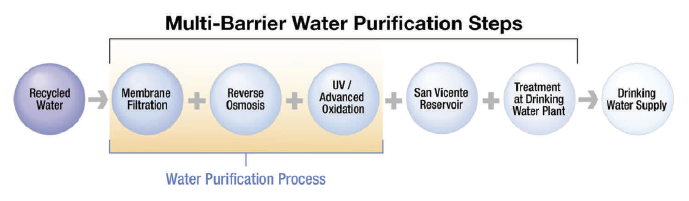 Multi-Barrier Water Purification Steps
Recycled
Water
Membrane
Filtration
+
Reverse
Osmosis
+
UV /
Advanced
Oxidation
+
San Vicente
Reservoir
+
Treatment
at Drinking
Water Plant
Drinking
Water Supply
Water Purification Process